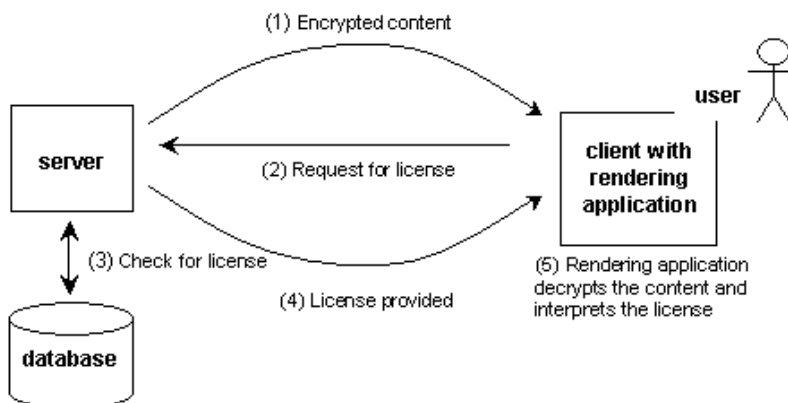 (1) Encrypted content
user
server
(2) Request for license
client with
rendering
application
(3) Check for license
(4) License provided
(5) Rendering application
decrypts the content and
interprets the license
database